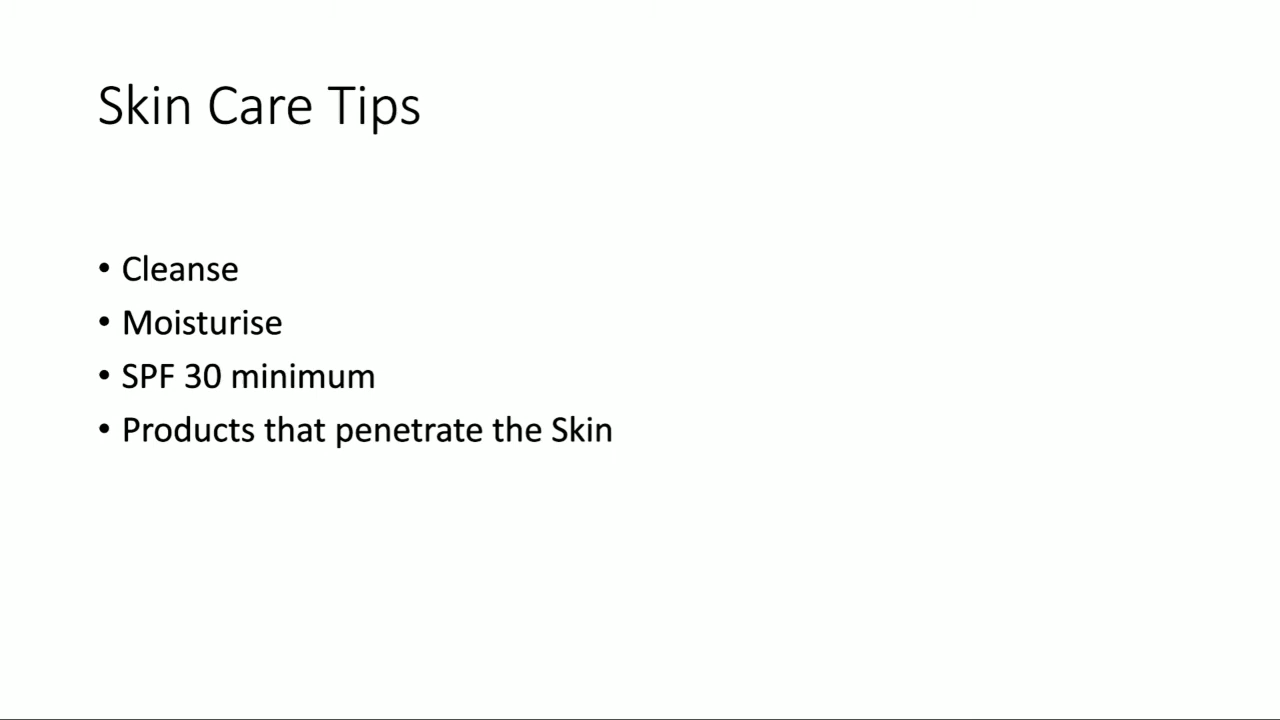 Skin Care Tips
• Cleanse
• Moisturise
• SPF 30 minimum
• Products that penetrate the Skin